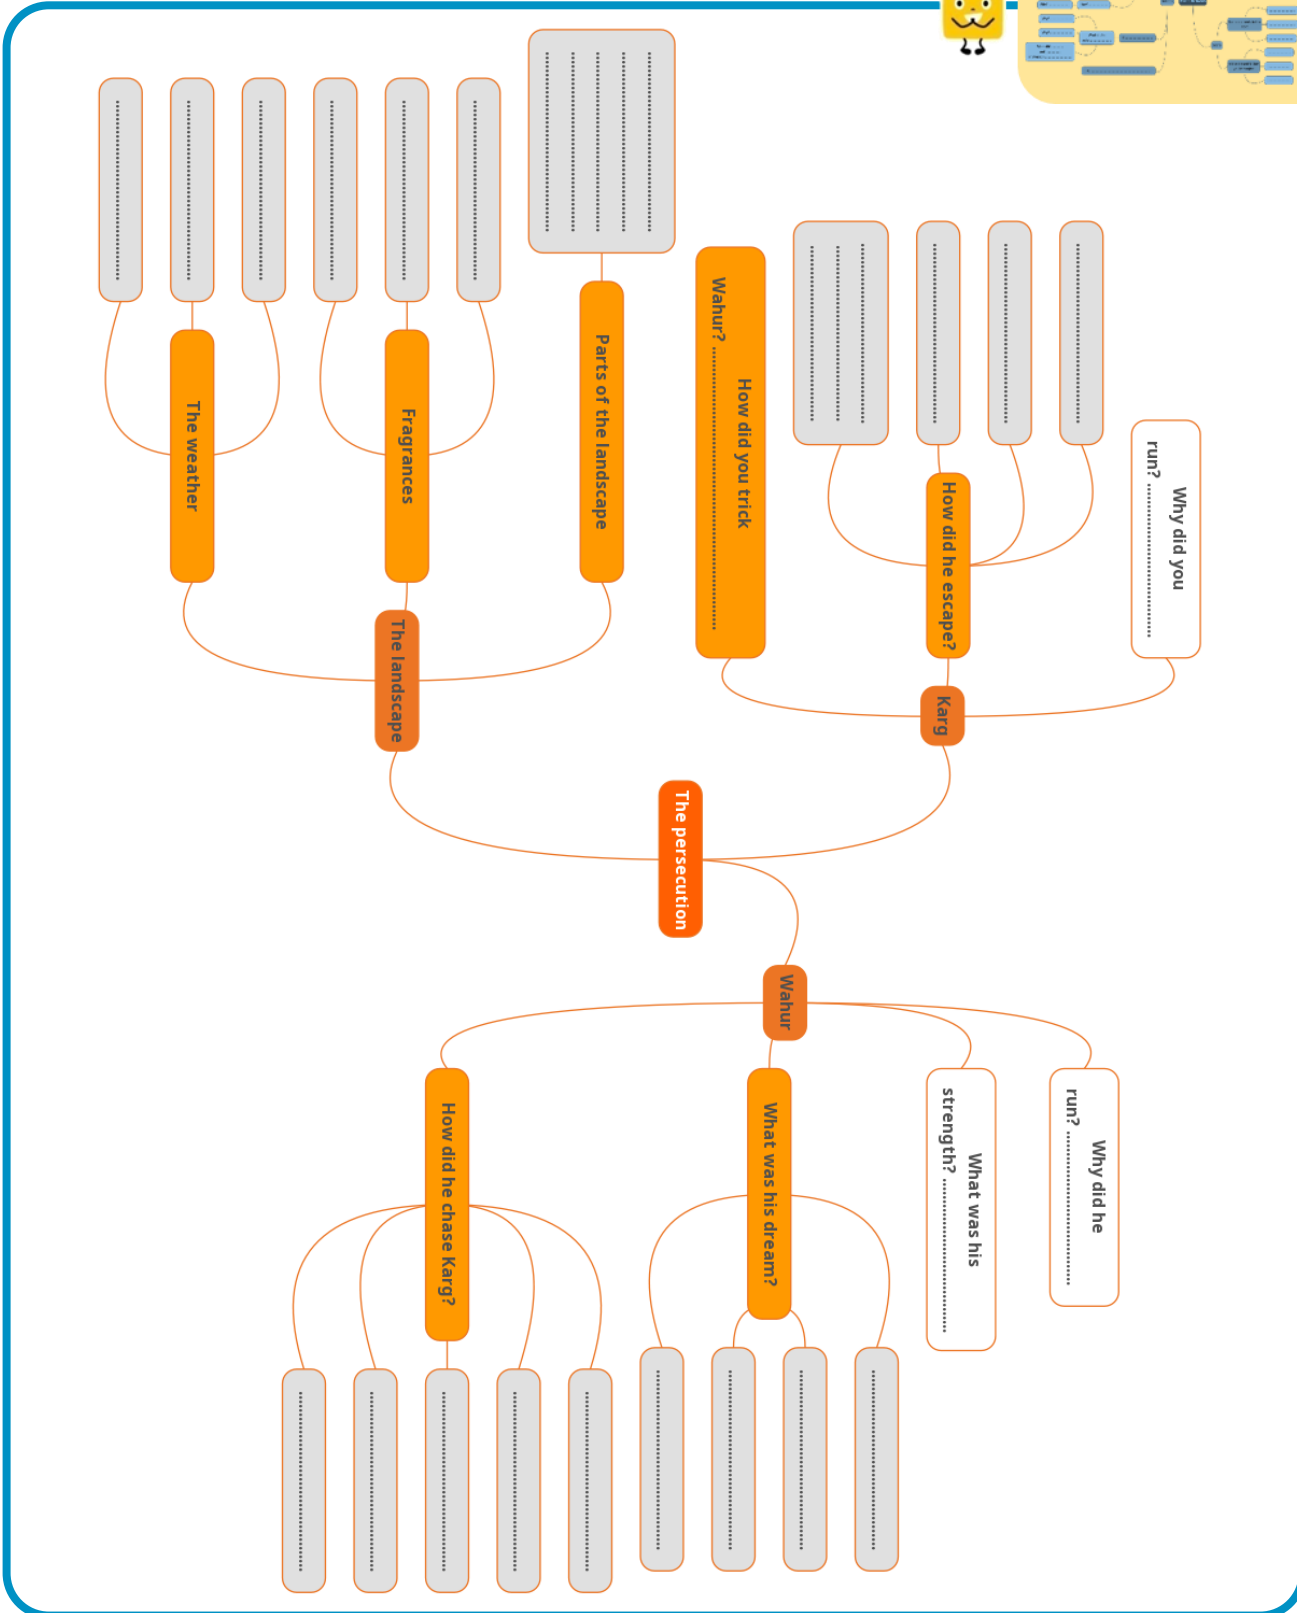 Why did you
run? ..............................
Karg
How did he escape?
How did you trick
Wahur? ..............................
The persecution
The landscape
Parts of the landscape
Fragrances
The weather
Wahur
Why did he
run? ..............................
What was his
strength? ..............................
What was his dream?
How did he chase Karg?